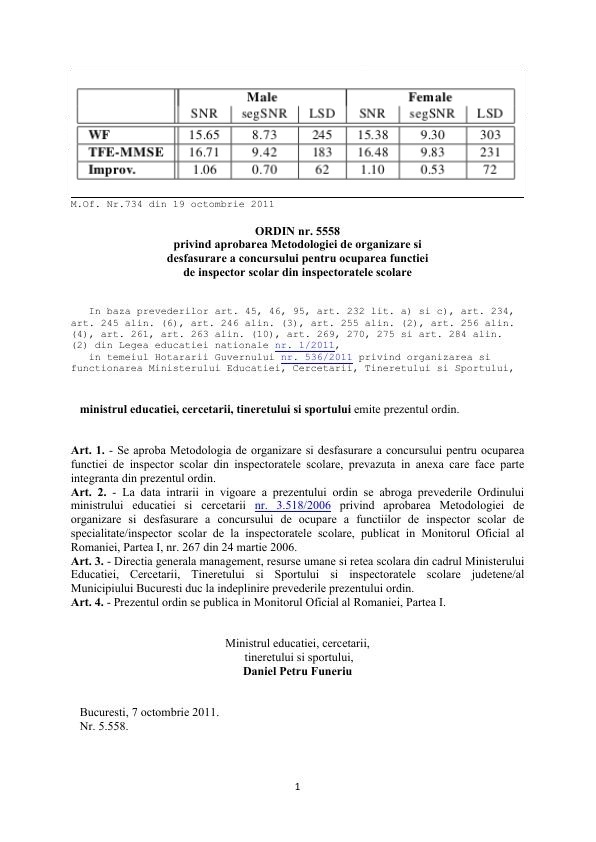 Male Female
SNR segSNR LSD SNR segSNR LSD
WF 15.65 8.73 245 15.38 9.30 303
TFE-MMSE 16.71 9.42 183 16.48 9.83 231
Improv. 1.06 0.70 62 1.10 0.53 72
M.Of. Nr.734 din 19 octombrie 2011
ORDIN nr. 5558
privind aprobarea Metodologiei de organizare si
desfasurare a concursului pentru ocuparea functiei
de inspector scolar din inspectoratele scolare
In baza prevederilor art. 45, 46, 95, art. 232 lit. a) si c), art. 234,
art. 245 alin. (6), art. 246 alin. (3), art. 255 alin. (2), art. 256 alin.
(4), art. 261, art. 263 alin. (10), art. 269, 270, 275 si art. 284 alin.
(2) din Legea educatiei nationale nr. 1/2011,
in temeiul Hotararii Guvernului nr. 536/2011 privind organizarea si
functionarea Ministerului Educatiei, Cercetarii, Tineretului si Sportului,
ministrul educatiei, cercetarii, tineretului si sportului emite prezentul ordin.
Art. 1. - Se aproba Metodologia de organizare si desfasurare a concursului pentru ocuparea
functiei de inspector scolar din inspectoratele scolare, prevazuta in anexa care face parte
integranta din prezentul ordin.
Art. 2. - La data intrarii in vigoare a prezentului ordin se abroga prevederile Ordinului
ministrului educatiei si cercetarii nr. 3.518/2006 privind aprobarea Metodologiei de
organizare si desfasurare a concursului de ocupare a functiilor de inspector scolar de
specialitate/inspector scolar de la inspectoratele scolare, publicat in Monitorul Oficial al
Romaniei, Partea I, nr. 267 din 24 martie 2006.
Art. 3. - Directia generala management, resurse umane si retea scolara din cadrul Ministerului
Educatiei, Cercetarii, Tineretului si Sportului si inspectoratele scolare judetene/al
Municipiului Bucuresti duc la indeplinire prevederile prezentului ordin.
Art. 4. - Prezentul ordin se publica in Monitorul Oficial al Romaniei, Partea I.
Ministrul educatiei, cercetarii,
tineretului si sportului,
Daniel Petru Funeriu
Bucuresti, 7 octombrie 2011.
Nr. 5.558.
1